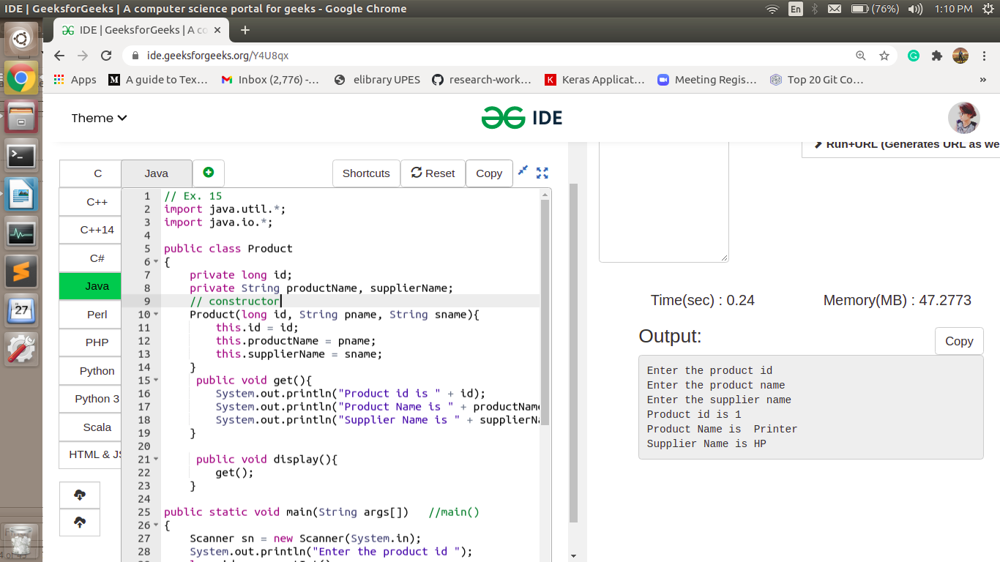 IDE | GeeksforGeeks | A computer science portal for geeks - Google Chrome
En
(76%)
1:10 PM
IDE | GeeksforGeeks | A co
ide.geeksforgeeks.org/Y4U8qx
Apps
M A guide to Tex…
Inbox (2,776) -…
elibrary UPES
research-work…
K Keras Applicat…
Meeting Regis…
Top 20 Git Co…
»
Theme
IDE
Run+URL (Generates URL as we
C
Java
Shortcuts
Reset
Copy
C++
C++14
C#
Java
Perl
PHP
Python
Python 3
Scala
HTML & JS
27
1 // Ex. 15
2 import java.util.*;
3 import java.io.*;
4
5 public class Product
6 {
7 private long id;
8 private String productName, supplierName;
9 // constructor
10 Product(long id, String pname, String sname){
11 this.id = id;
12 this.productName = pname;
13 this.supplierName = sname;
14 }
15 public void get(){
16 System.out.println("Product id is " + id);
17 System.out.println("Product Name is " + productName
18 System.out.println("Supplier Name is " + supplierNa
19 }
20
21 public void display(){
22 get();
23 }
24
25 public static void main(String args[]) //main()
26 {
27 Scanner sn = new Scanner(System.in);
28 System.out.println("Enter the product id ");
Time(sec) : 0.24
Memory(MB) : 47.2773
Output:
Copy
Enter the product id
Enter the product name
Enter the supplier name
Product id is 1
Product Name is  Printer
Supplier Name is HP